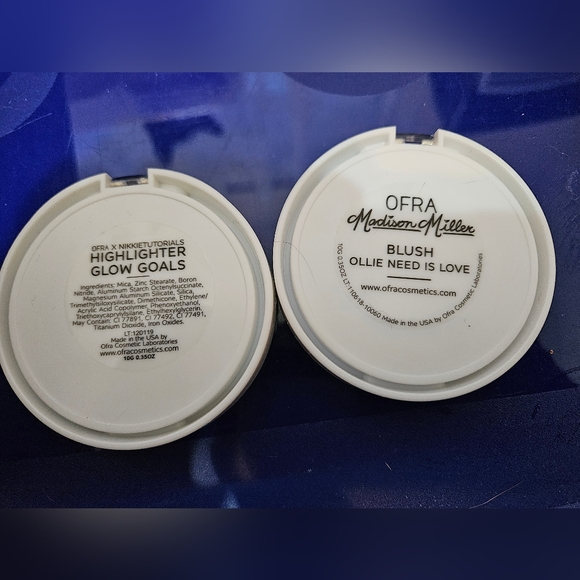 OFRA X NIKKIETUTORIALS
HIGHLIGHTER
GLOW GOALS
Ingredients: Mica, Zinc Stearate, Boron
Nitride, Aluminum Starch Octenylsuccinate,
Magnesium Aluminum Silicate, Silica,
Trimethylsiloxysilicate, Dimethicone, Ethylene/
Acrylic Acid Copolymer, Phenoxyethanol,
Triethoxycaprylylsilane, Ethylhexylglycerin.
May Contain: CI 77891, CI 77492, CI 77491,
Titanium Dioxide, Iron Oxides.
LT:120119
Made in the USA by
Ofra Cosmetic Laboratories
www.ofracosmetics.com
10G 0.35OZ
OFRA
Madison Miller
BLUSH
OLLIE NEED IS LOVE
www.ofracosmetics.com
10G 0.35OZ LT:110618-10060 Made in the USA by Ofra Cosmetic Laboratories